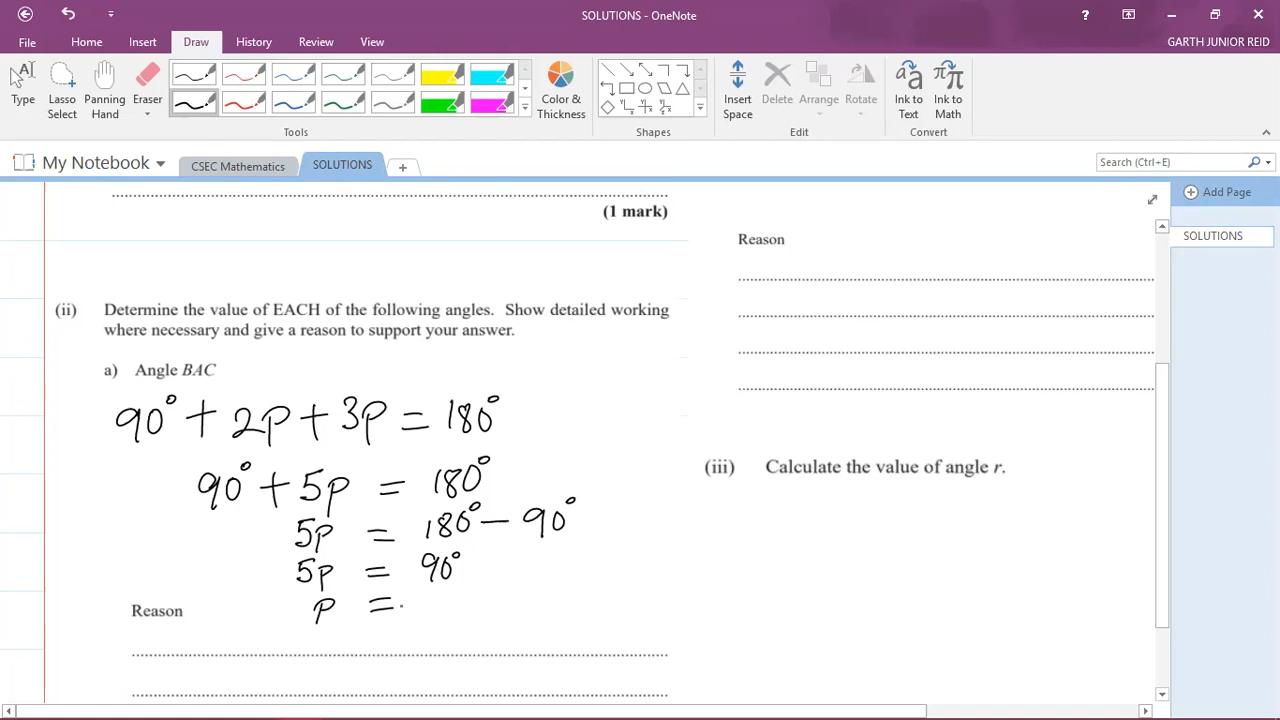 SOLUTIONS - OneNote
?
File
Home
Insert
Draw
History
Review
View
GARTH JUNIOR REID
Type
Lasso Select
Panning Hand
Eraser
Color & Thickness
Insert Space
Delete
Arrange
Rotate
Ink to Text
Ink to Math
Tools
Shapes
Edit
Convert
My Notebook
CSEC Mathematics
SOLUTIONS
Search (Ctrl+E)
Add Page
SOLUTIONS
(1 mark)
(ii) Determine the value of EACH of the following angles. Show detailed working
where necessary and give a reason to support your answer.
a) Angle BAC
90° + 2p + 3p = 180°
90° + 5p = 180°
5p = 180° - 90°
5p = 90°
p =
Reason
Reason
(iii) Calculate the value of angle r.